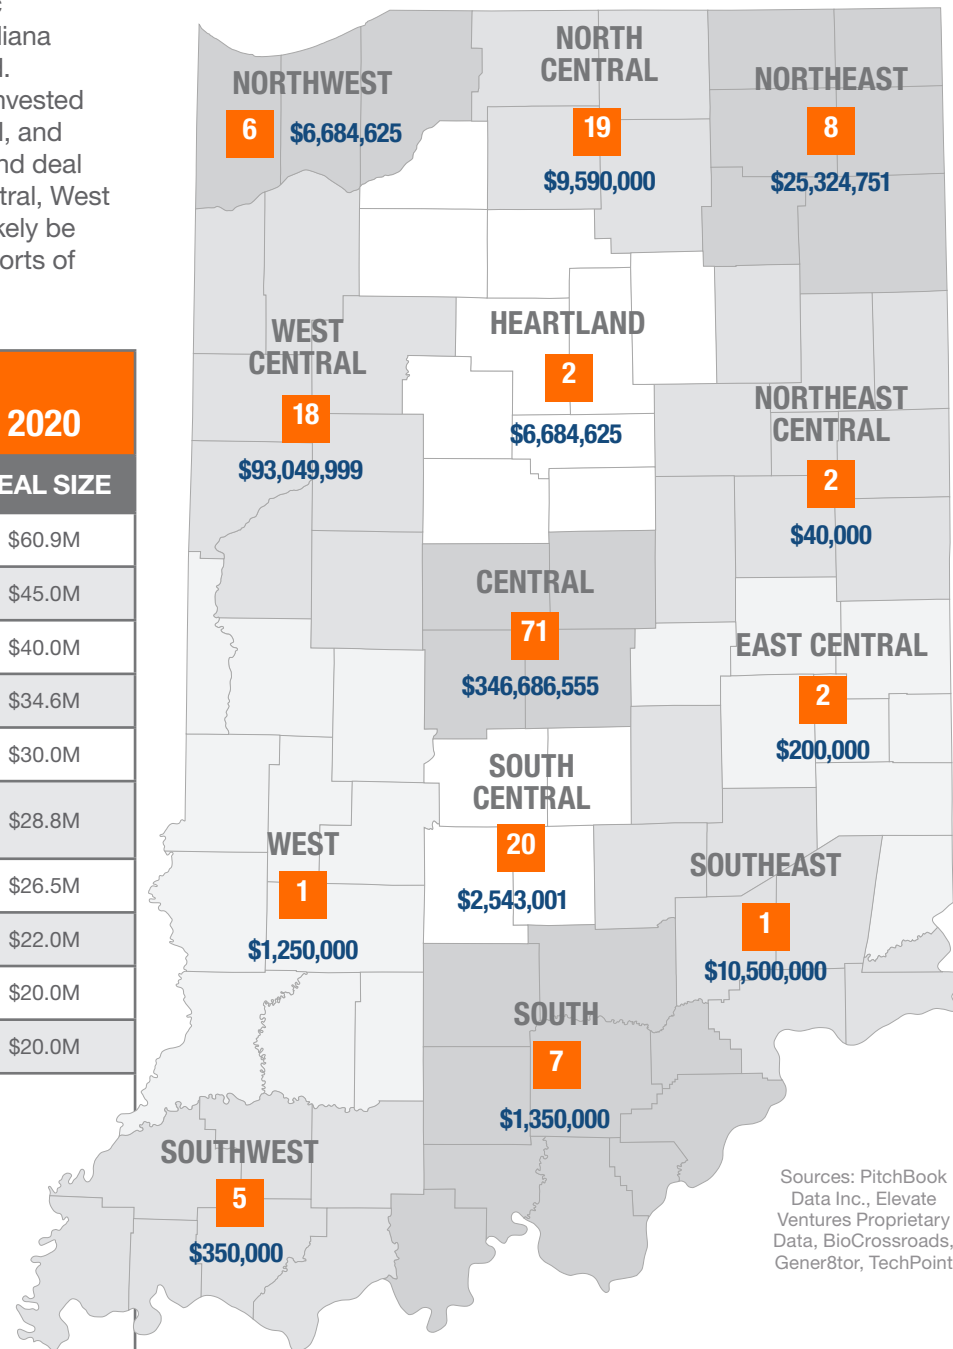 diana
l.
nvested
l, and
nd deal
tral, West
kely be
orts of
2020
EAL SIZE
$60.9M
$45.0M
$40.0M
$34.6M
$30.0M
$28.8M
$26.5M
$22.0M
$20.0M
$20.0M
NORTHWEST
6
$6,684,625
NORTH
CENTRAL
19
$9,590,000
NORTHEAST
8
$25,324,751
WEST
CENTRAL
18
$93,049,999
HEARTLAND
2
$6,684,625
NORTHEAST
CENTRAL
2
$40,000
CENTRAL
71
$346,686,555
EAST CENTRAL
2
$200,000
SOUTH
CENTRAL
20
$2,543,001
WEST
1
$1,250,000
SOUTHEAST
1
$10,500,000
SOUTH
7
$1,350,000
SOUTHWEST
5
$350,000
Sources: PitchBook
Data Inc., Elevate
Ventures Proprietary
Data, BioCrossroads,
Gener8tor, TechPoint